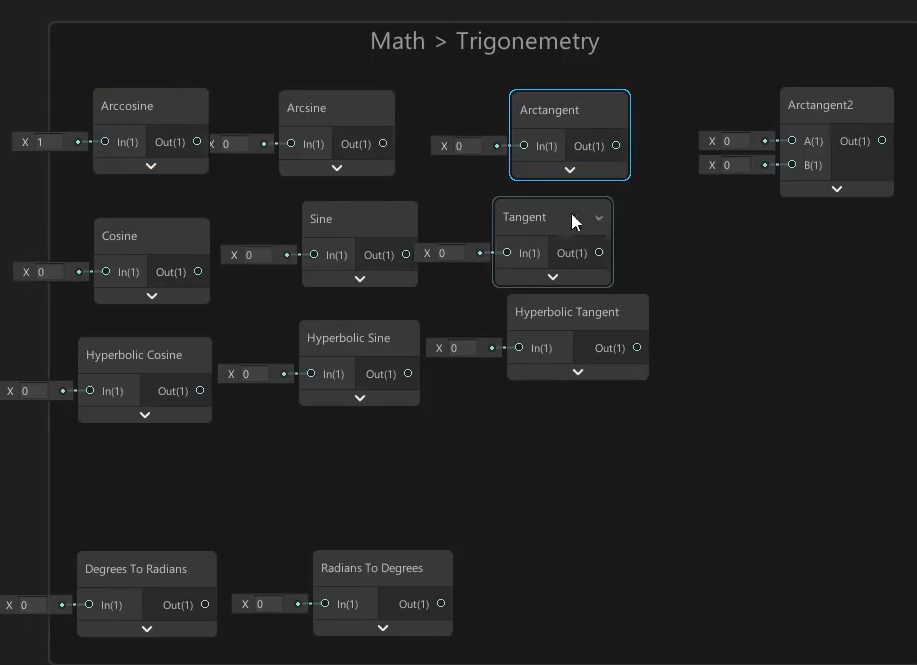 Math > Trigonemetry
Arccosine
X 1 In(1) Out(1)
Arcsine
X 0 In(1) Out(1)
Arctangent
X 0 In(1) Out(1)
Arctangent2
X 0 A(1) Out(1)
X 0 B(1)
Cosine
X 0 In(1) Out(1)
Sine
X 0 In(1) Out(1)
Tangent
X 0 In(1) Out(1)
Hyperbolic Cosine
X 0 In(1) Out(1)
Hyperbolic Sine
X 0 In(1) Out(1)
Hyperbolic Tangent
X 0 In(1) Out(1)
Degrees To Radians
X 0 In(1) Out(1)
Radians To Degrees
X 0 In(1) Out(1)